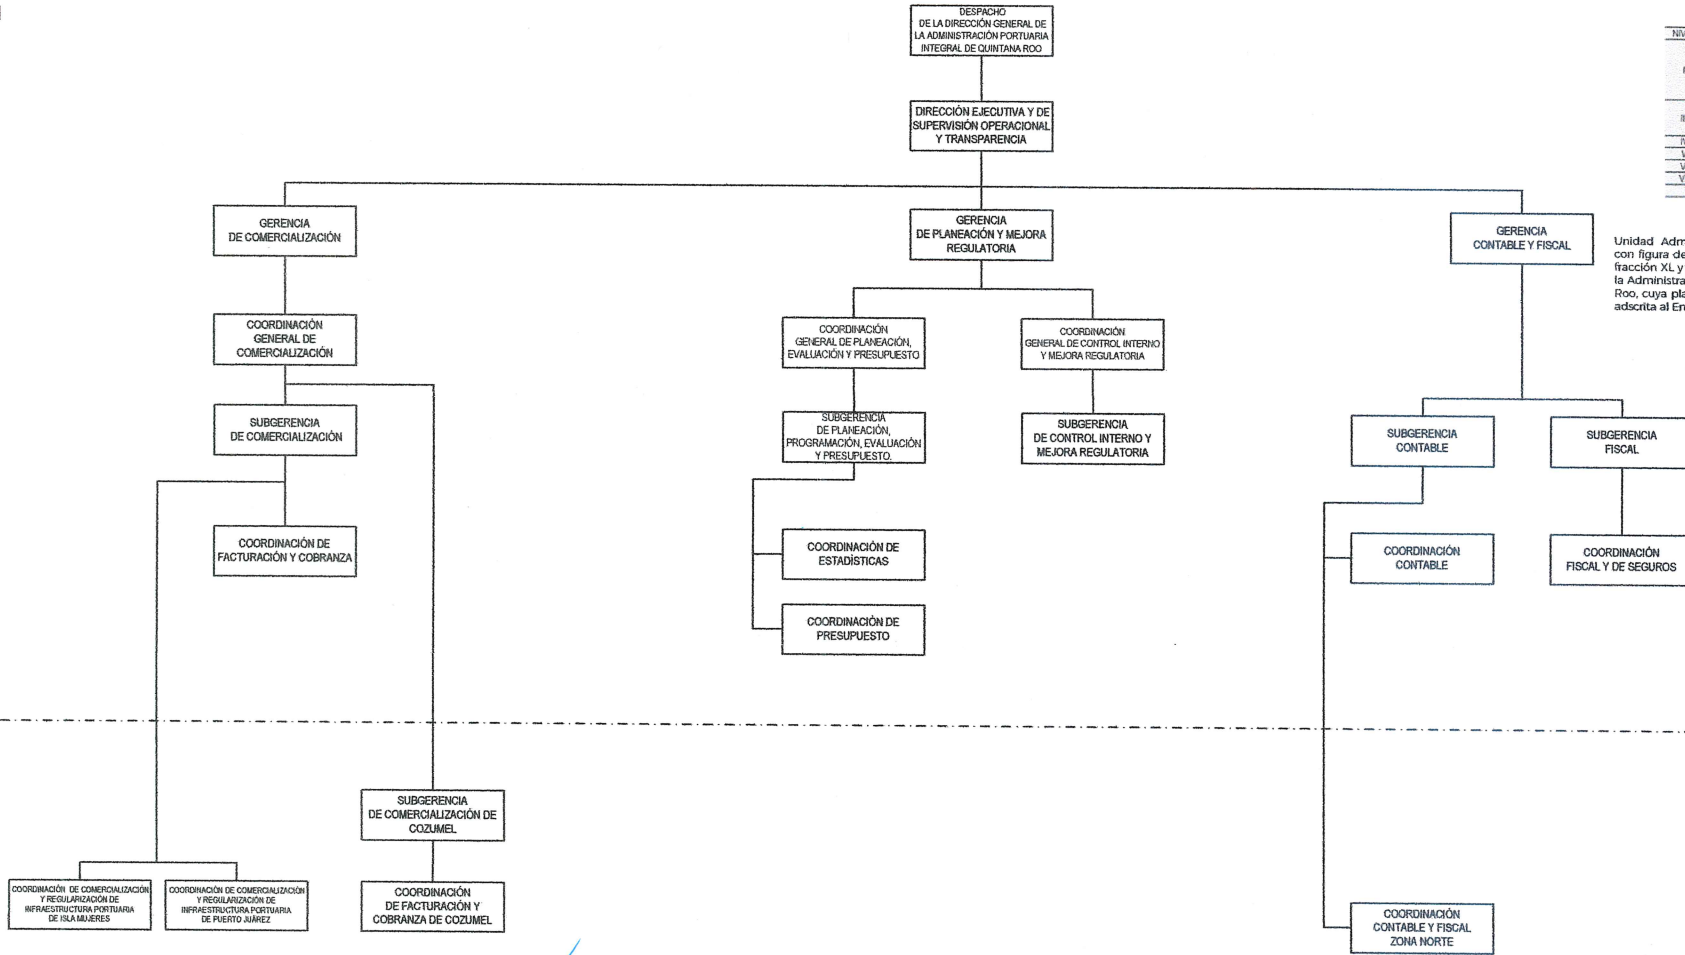 DESPACHO
DE LA DIRECCIÓN GENERAL DE
LA ADMINISTRACIÓN PORTUARIA
INTEGRAL DE QUINTANA ROO
DIRECCIÓN EJECUTIVA Y DE
SUPERVISIÓN OPERACIONAL
Y TRANSPARENCIA
GERENCIA
DE COMERCIALIZACIÓN
GERENCIA
DE PLANEACIÓN Y MEJORA
REGULATORIA
GERENCIA
CONTABLE Y FISCAL
Unidad Adm
con figura de
fracción XL y
la Administra
Roo, cuya pla
adscrita al En
COORDINACIÓN
GENERAL DE
COMERCIALIZACIÓN
COORDINACIÓN
GENERAL DE PLANEACIÓN,
EVALUACIÓN Y PRESUPUESTO
COORDINACIÓN
GENERAL DE CONTROL INTERNO
Y MEJORA REGULATORIA
SUBGERENCIA
DE COMERCIALIZACIÓN
SUBGERENCIA
DE PLANEACIÓN,
PROGRAMACIÓN, EVALUACIÓN
Y PRESUPUESTO.
SUBGERENCIA
DE CONTROL INTERNO Y
MEJORA REGULATORIA
SUBGERENCIA
CONTABLE
SUBGERENCIA
FISCAL
COORDINACIÓN DE
FACTURACIÓN Y COBRANZA
COORDINACIÓN DE
ESTADÍSTICAS
COORDINACIÓN
CONTABLE
COORDINACIÓN
FISCAL Y DE SEGUROS
COORDINACIÓN DE
PRESUPUESTO
SUBGERENCIA
DE COMERCIALIZACIÓN DE
COZUMEL
COORDINACIÓN DE COMERCIALIZACIÓN
Y REGULARIZACIÓN DE
INFRAESTRUCTURA PORTUARIA
DE ISLA MUJERES
COORDINACIÓN DE COMERCIALIZACIÓN
Y REGULARIZACIÓN DE
INFRAESTRUCTURA PORTUARIA
DE PUERTO JUÁREZ
COORDINACIÓN
DE FACTURACIÓN Y
COBRANZA DE COZUMEL
COORDINACIÓN
CONTABLE Y FISCAL
ZONA NORTE